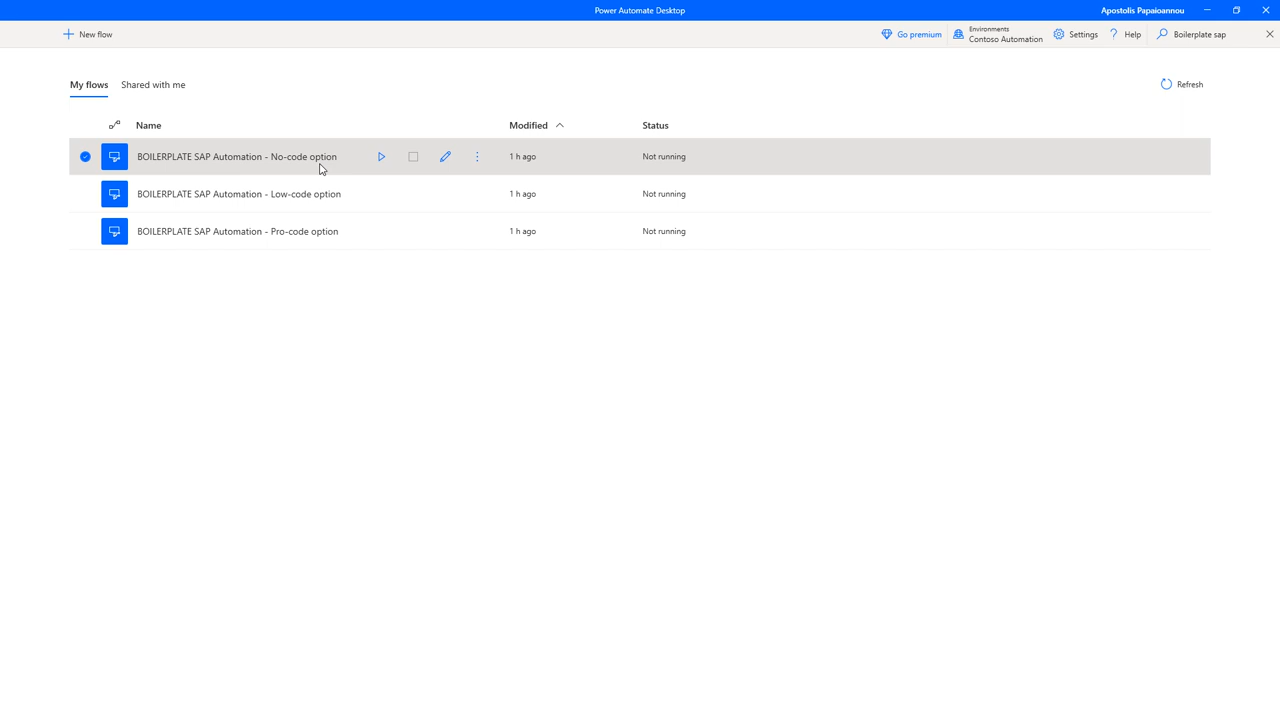 Power Automate Desktop
Apostolis Papaioannou
New flow
Go premium
Environments
Contoso Automation
Settings
? Help
Boilerplate sap
My flows
Shared with me
Refresh
Name
Modified
Status
BOILERPLATE SAP Automation - No-code option
1 h ago
Not running
BOILERPLATE SAP Automation - Low-code option
1 h ago
Not running
BOILERPLATE SAP Automation - Pro-code option
1 h ago
Not running